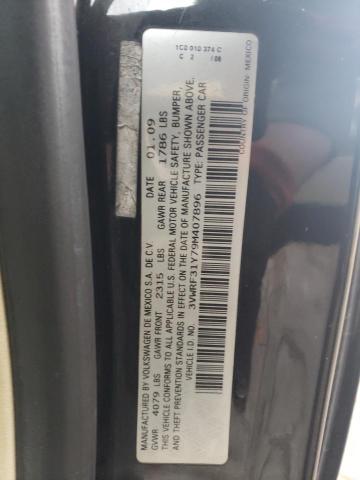 1C0 010 374 C
C 2 /06
MANUFACTURED BY VOLKSWAGEN DE MEXICO S.A. DE C.V. DATE 01.09
GVWR 4079 LBS GAWR FRONT 2315 LBS GAWR REAR 1786 LBS
THIS VEHICLE CONFORMS TO ALL APPLICABLE U.S. FEDERAL MOTOR VEHICLE SAFETY, BUMPER,
AND THEFT PREVENTION STANDARDS IN EFFECT ON THE DATE OF MANUFACTURE SHOWN ABOVE.
VEHICLE I.D. NO. 3VWRF31Y79M407896 TYPE: PASSENGER CAR
COUNTRY OF ORIGIN: MEXICO